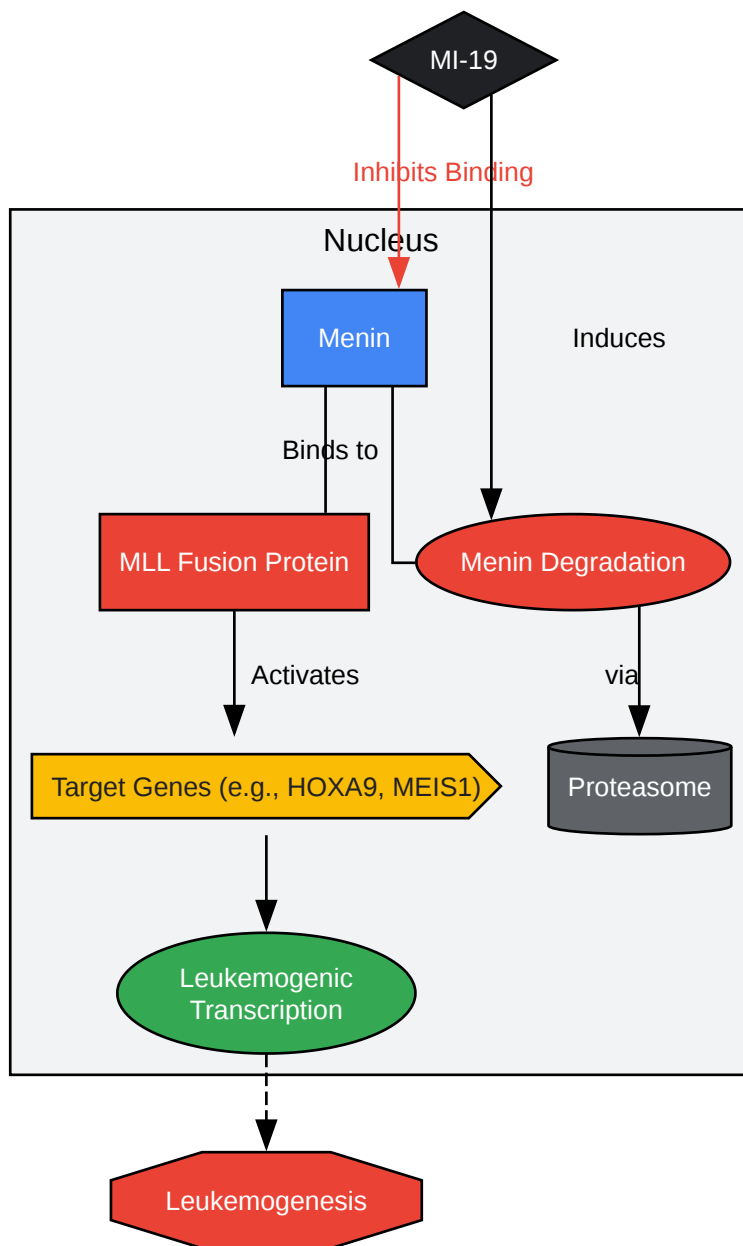 MI-19
Inhibits Binding
Nucleus
Menin
Induces
Binds to
MLL Fusion Protein
Menin Degradation
Activates
via
Target Genes (e.g., HOXA9, MEIS1)
Proteasome
Leukemogenic
Transcription
Leukemogenesis